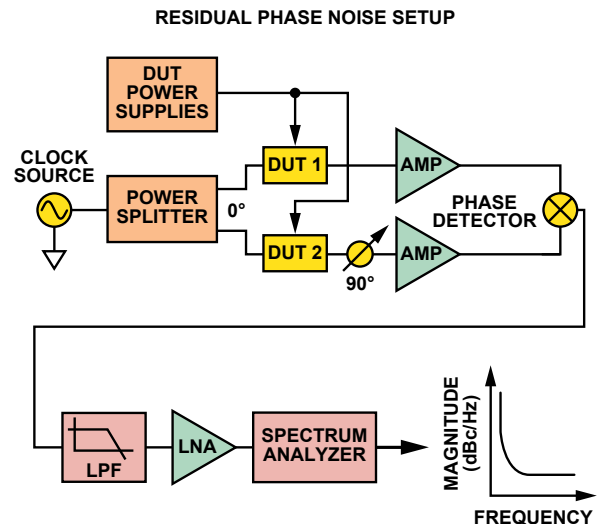 RESIDUAL PHASE NOISE SETUP
DUT
POWER
SUPPLIES
CLOCK
SOURCE
POWER
SPLITTER
0°
DUT 1
DUT 2
90°
AMP
AMP
PHASE
DETECTOR
LPF
LNA
SPECTRUM
ANALYZER
MAGNITUDE
(dBc/Hz)
FREQUENCY